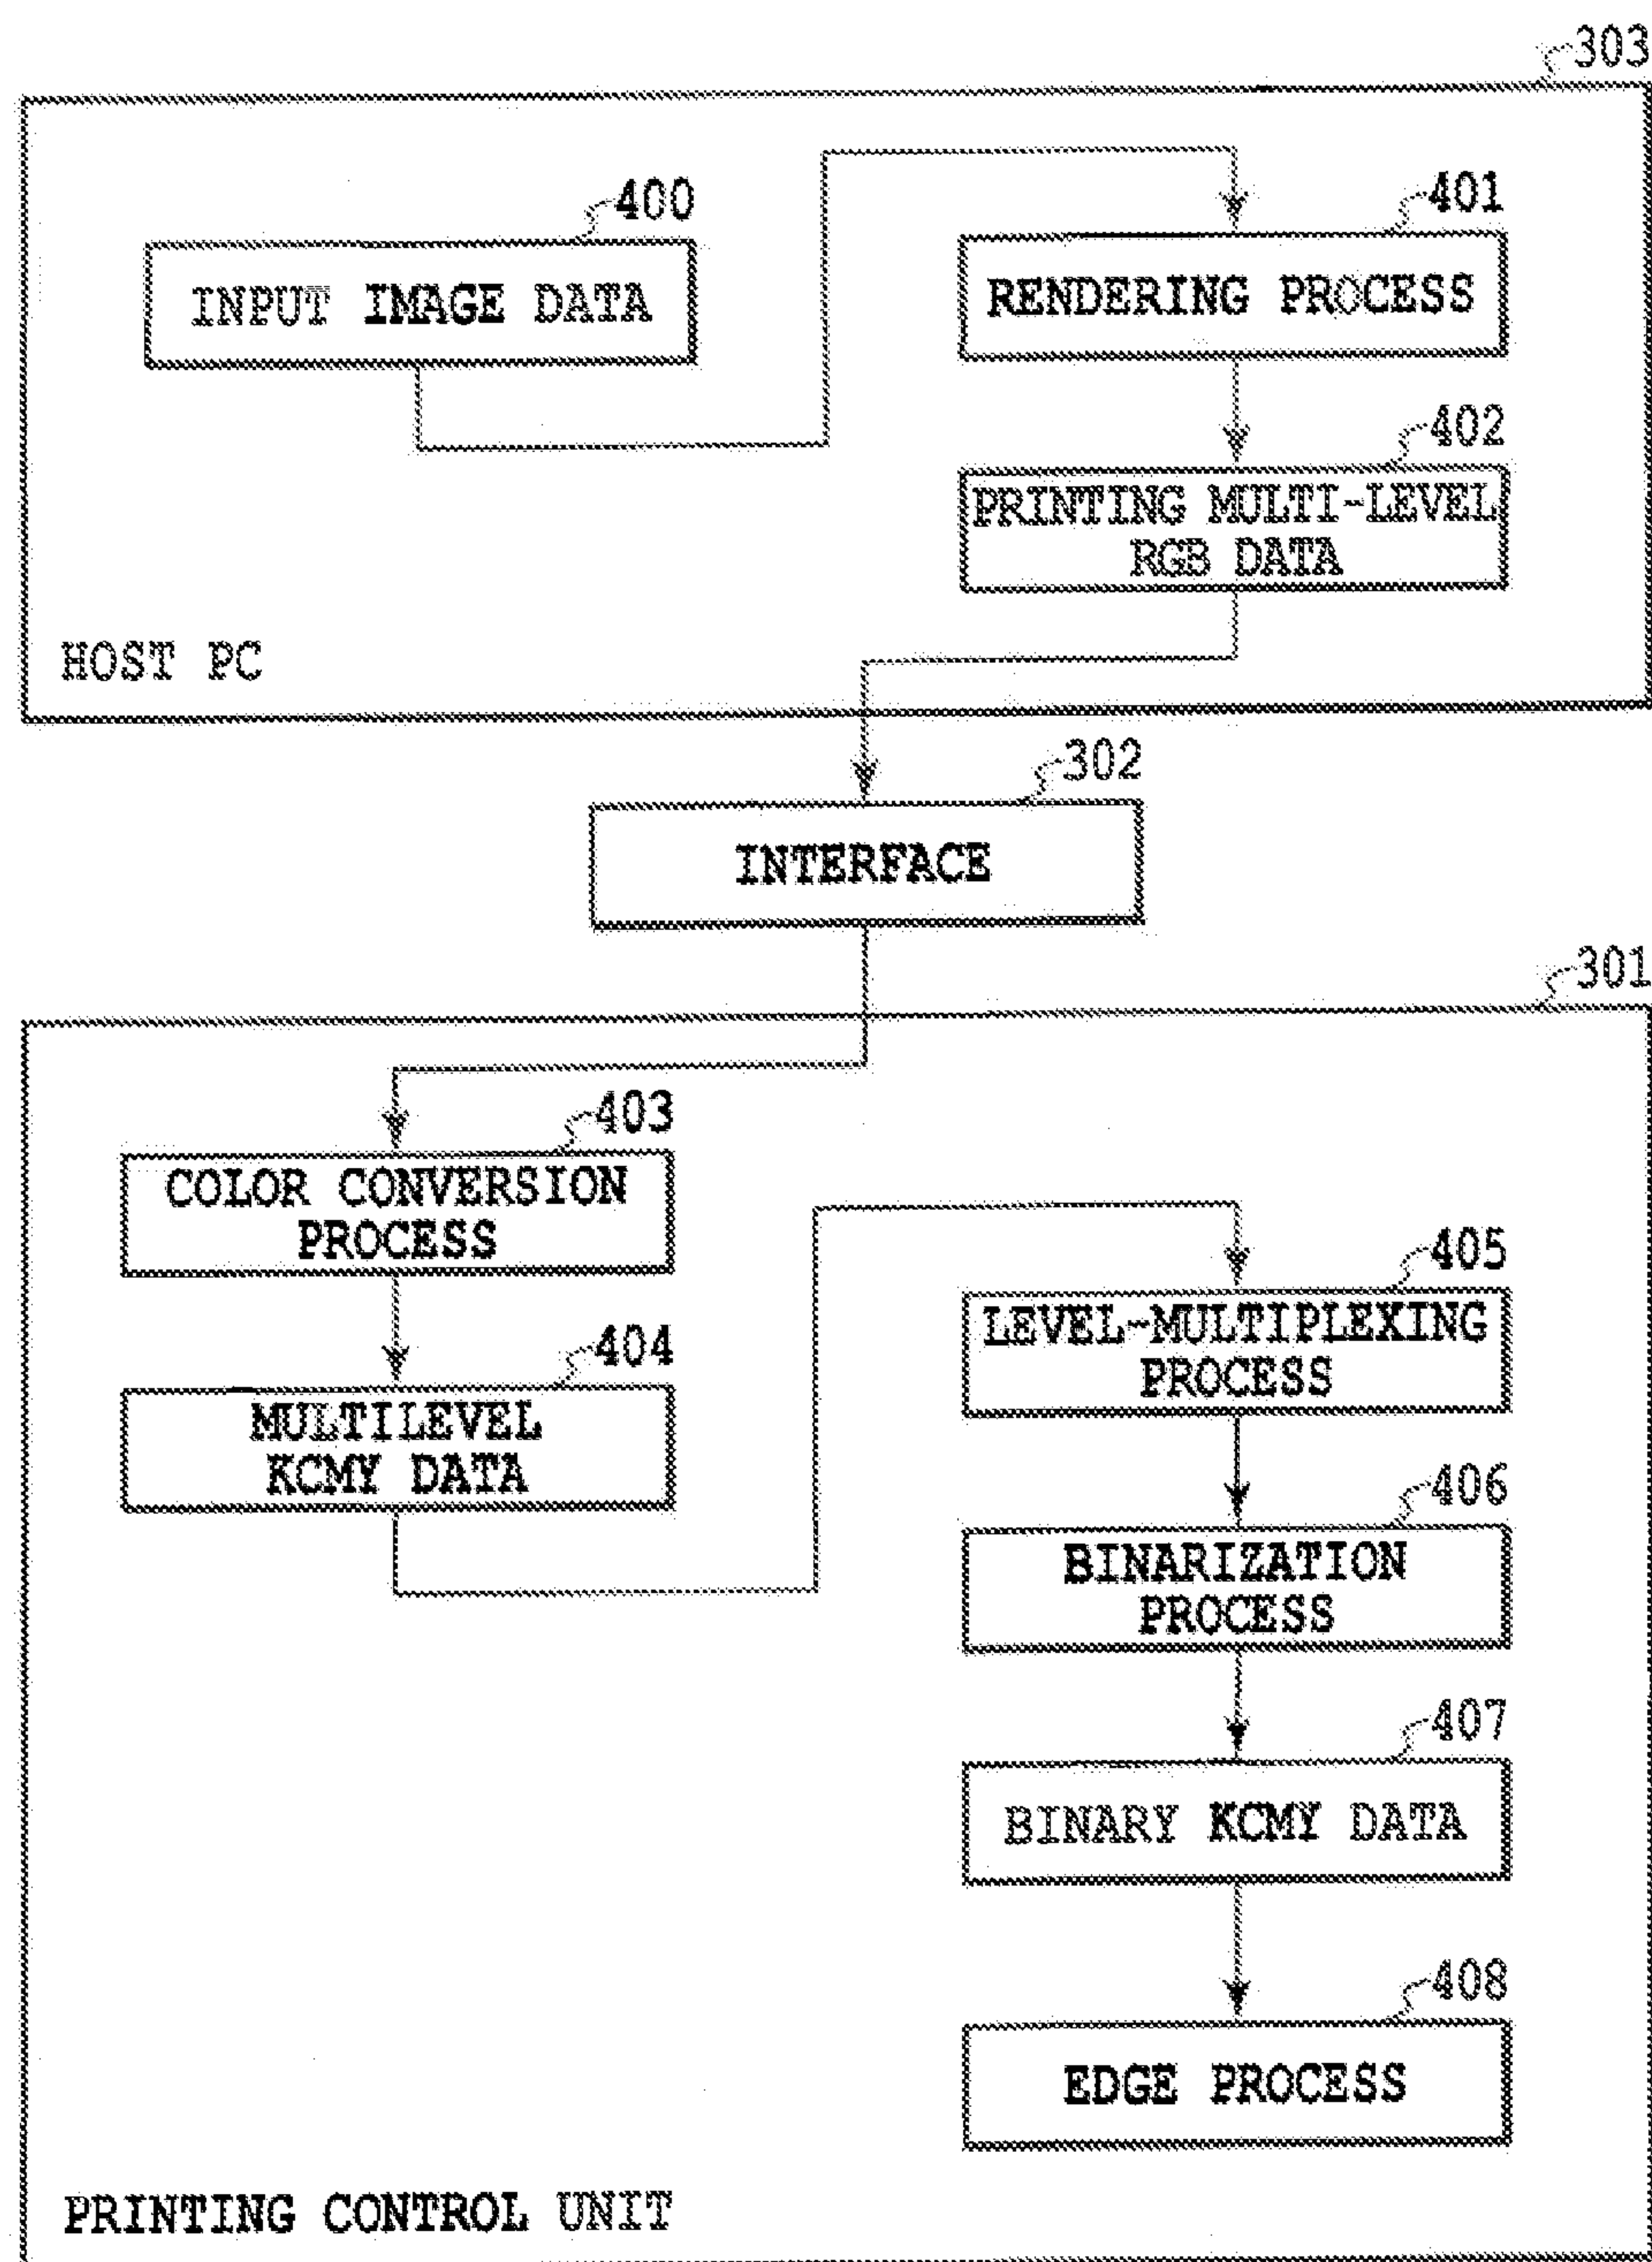 303
400
INPUT IMAGE DATA
401
RENDERING PROCESS
402
PRINTING MULTI-LEVEL
RGB DATA
HOST PC
302
INTERFACE
301
403
COLOR CONVERSION
PROCESS
404
MULTILEVEL
KCMY DATA
405
LEVEL-MULTIPLEXING
PROCESS
406
BINARIZATION
PROCESS
407
BINARY KCMY DATA
408
EDGE PROCESS
PRINTING CONTROL UNIT